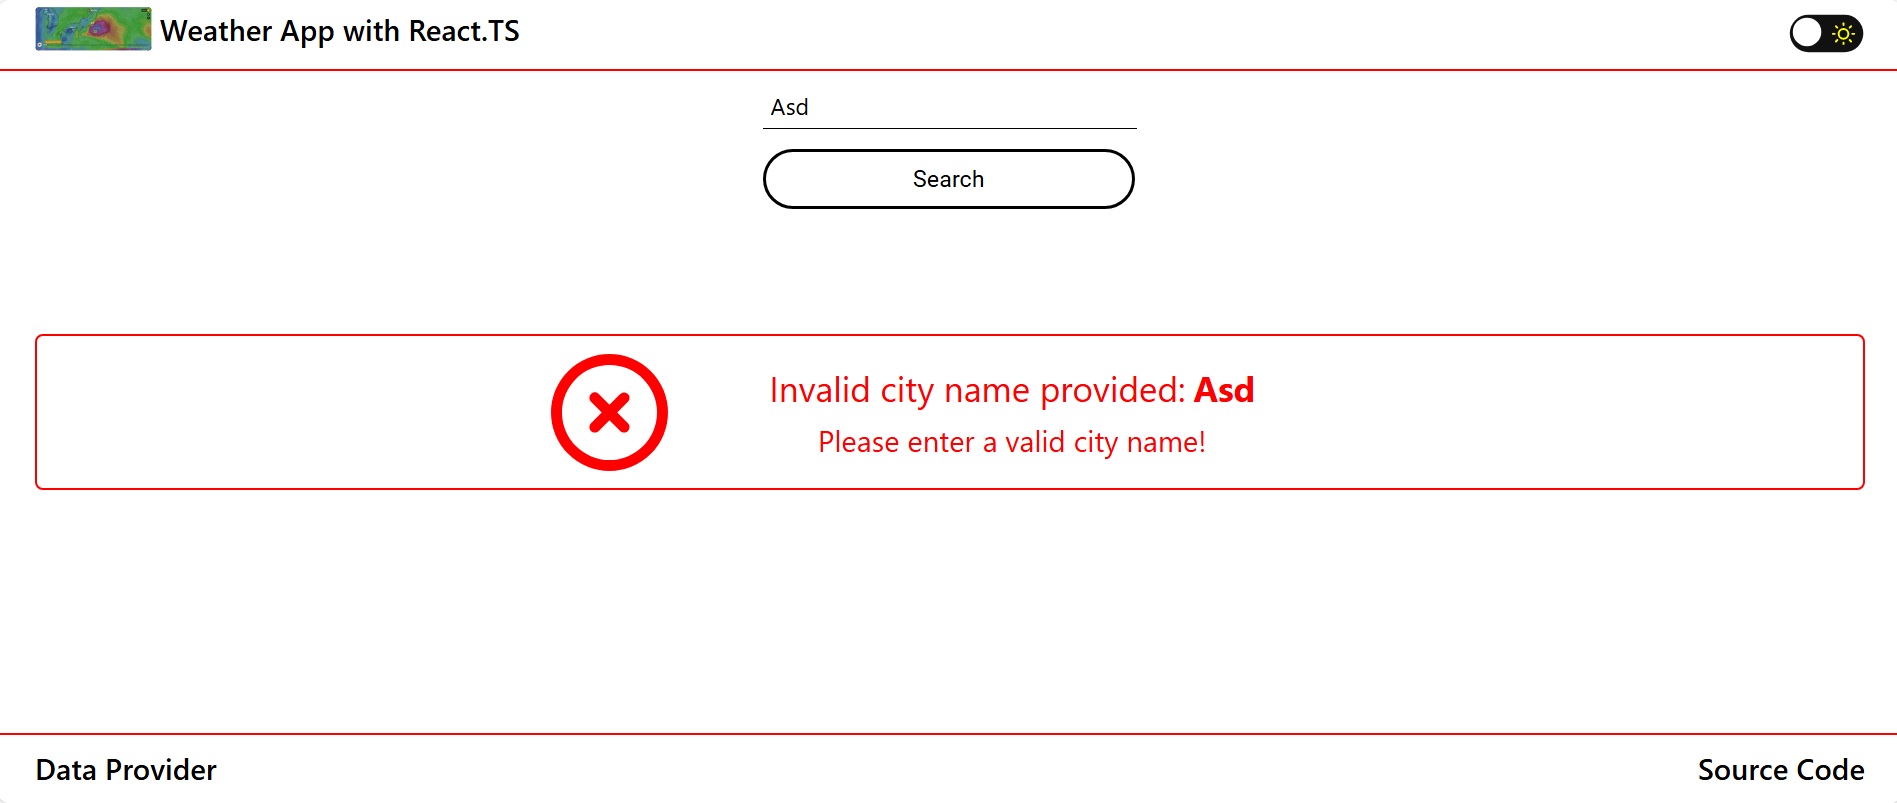 Weather App with React.TS
Asd
Search
Invalid city name provided: Asd
Please enter a valid city name!
Data Provider
Source Code